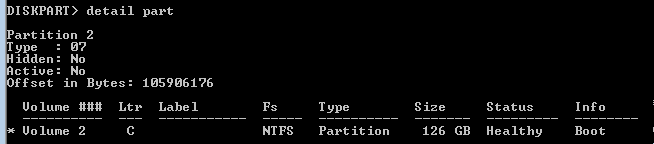 DISKPART> detail part
Partition 2
Type  : 07
Hidden: No
Active: No
Offset in Bytes: 105906176
  Volume ###  Ltr  Label        Fs     Type        Size     Status     Info
  ----------  ---  -----------  -----  ----------  -------  ---------  --------
* Volume 2     C                NTFS   Partition    126 GB  Healthy    Boot